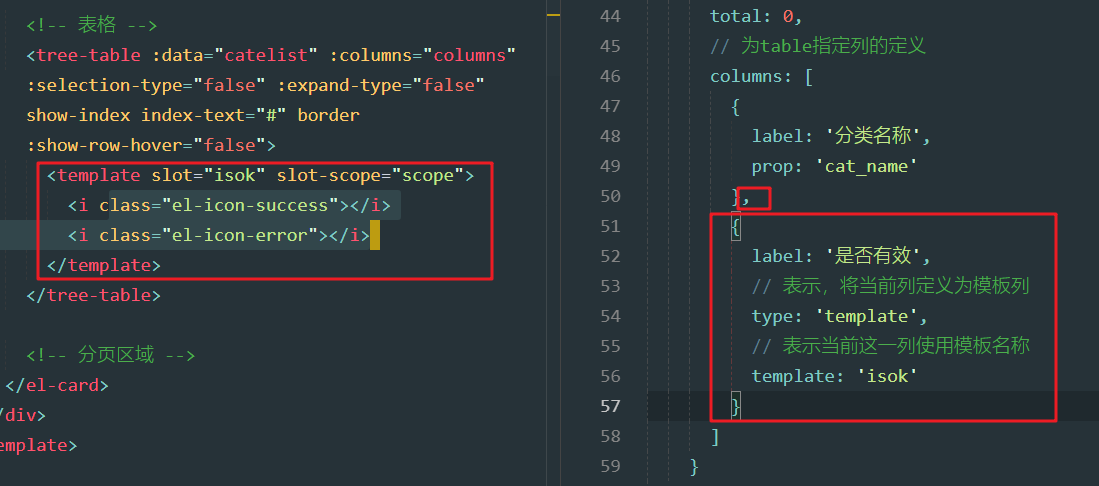 <!-- 表格 -->
<tree-table :data="catelist" :columns="columns"
:selection-type="false" :expand-type="false"
show-index index-text="#" border
:show-row-hover="false">
<template slot="isok" slot-scope="scope">
<i class="el-icon-success"></i>
<i class="el-icon-error"></i>
</template>
</tree-table>
<!-- 分页区域 -->
</el-card>
/div>
emplate>
44 total: 0,
45 // 为table指定列的定义
46 columns: [
47 {
48 label: '分类名称',
49 prop: 'cat_name'
50 },
51 {
52 label: '是否有效',
53 // 表示，将当前列定义为模板列
54 type: 'template',
55 // 表示当前这一列使用模板名称
56 template: 'isok'
57 }
58 ]
59 }